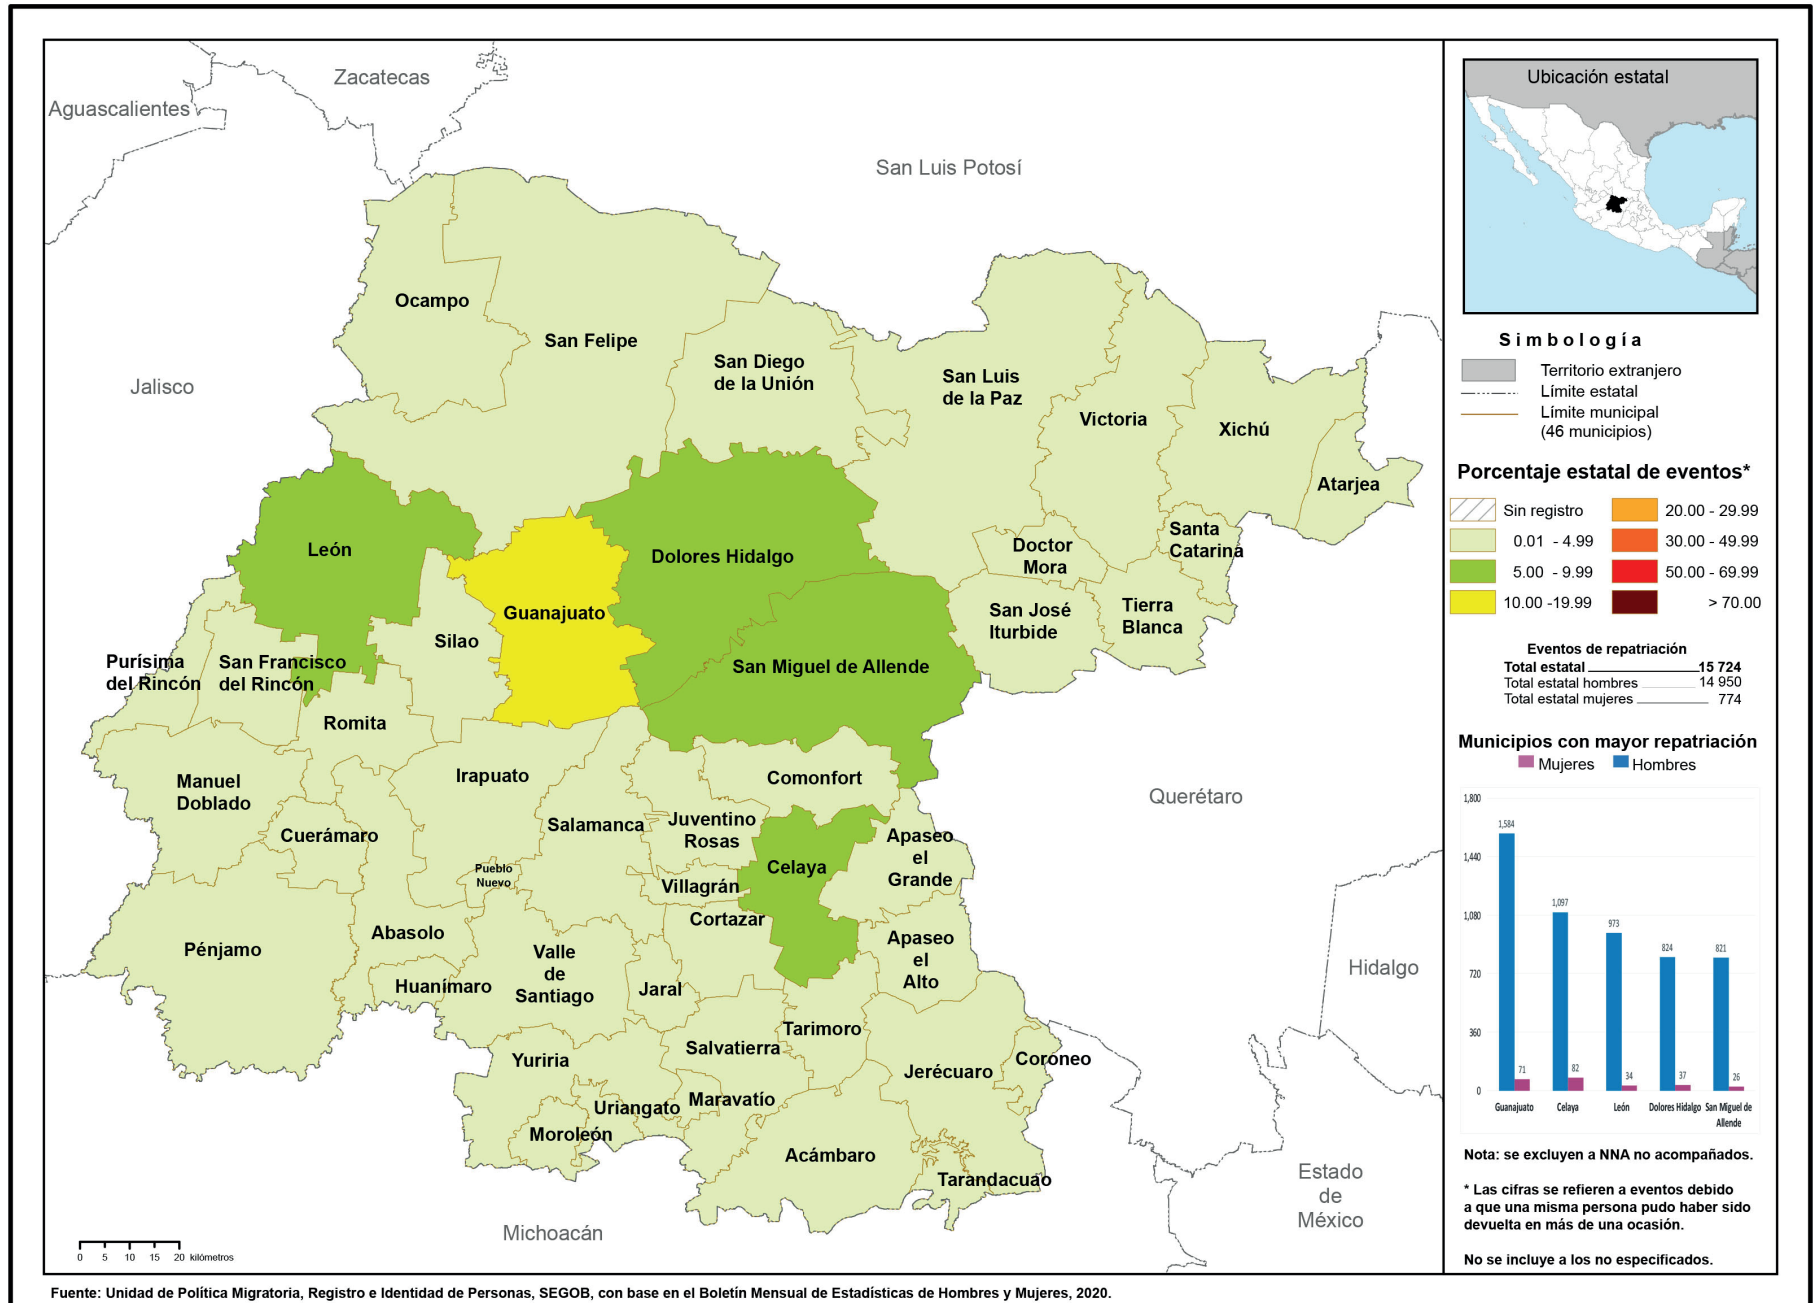 Zacatecas
Aguascalientes
San Luis Potosí
Jalisco
Ocampo
San Felipe
San Diego
de la Unión
San Luis
de la Paz
Victoria
Xichú
Atarjea
León
Dolores Hidalgo
Doctor
Mora
Santa
Catarina
Guanajuato
Silao
San José
Iturbide
Tierra
Blanca
Purísima
del Rincón
San Francisco
del Rincón
San Miguel de Allende
Romita
Manuel
Doblado
Irapuato
Comonfort
Querétaro
Cuerámaro
Salamanca
Juventino
Rosas
Apaseo
el
Grande
Celaya
Pueblo
Nuevo
Villagrán
Cortazar
Abasolo
Pénjamo
Valle
de
Santiago
Apaseo
el
Alto
Hidalgo
Huanímaro
Jaral
Tarimoro
Yuriria
Salvatierra
Jerécuaro
Coroneo
Uriangato
Maravatío
Moroleón
Acámbaro
Tarandacuao
Michoacán
Estado
de
México
0 5 10 15 20 kilómetros
Ubicación estatal
Simbología
Territorio extranjero
Límite estatal
Límite municipal
(46 municipios)
Porcentaje estatal de eventos*
Sin registro
0.01 - 4.99
5.00 - 9.99
10.00 -19.99
20.00 - 29.99
30.00 - 49.99
50.00 - 69.99
> 70.00
Eventos de repatriación
Total estatal 15 724
Total estatal hombres 14 950
Total estatal mujeres 774
Municipios con mayor repatriación
Mujeres Hombres
1,800
1,440
1,080
720
360
0
1,584
71
1,097
82
973
34
824
37
821
26
Guanajuato
Celaya
León
Dolores Hidalgo
San Miguel de
Allende
Nota: se excluyen a NNA no acompañados.
* Las cifras se refieren a eventos debido
a que una misma persona pudo haber sido
devuelta en más de una ocasión.
No se incluye a los no especificados.
Fuente: Unidad de Política Migratoria, Registro e Identidad de Personas, SEGOB, con base en el Boletín Mensual de Estadísticas de Hombres y Mujeres, 2020.